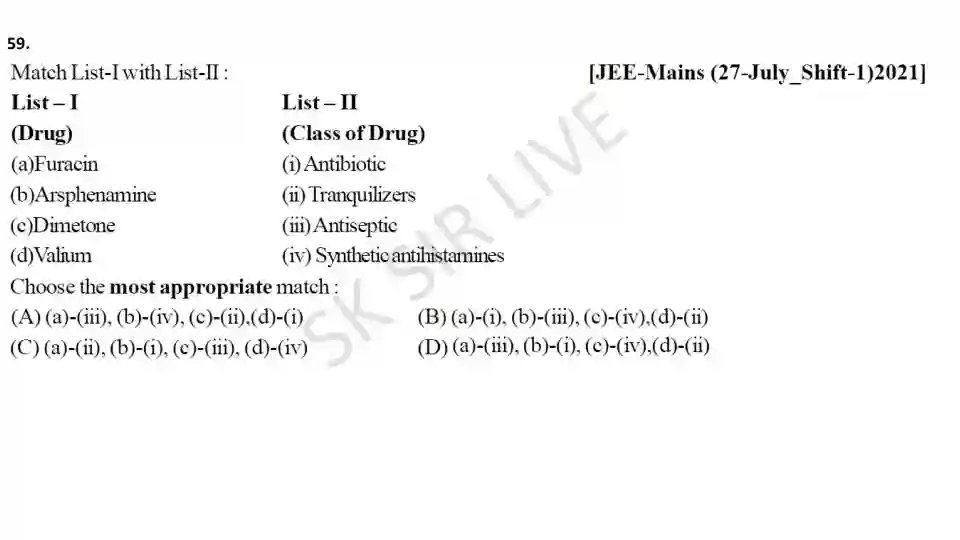 59.
Match List-I with List-II : [JEE-Mains (27-July_Shift-1)2021]
List – I List – II
(Drug) (Class of Drug)
(a)Furacin (i) Antibiotic
(b)Arsphenamine (ii) Tranquilizers
(c)Dimetone (iii) Antiseptic
(d)Valium (iv) Synthetic antihistamines
Choose the most appropriate match :
(A) (a)-(iii), (b)-(iv), (c)-(ii),(d)-(i) (B) (a)-(i), (b)-(iii), (c)-(iv),(d)-(ii)
(C) (a)-(ii), (b)-(i), (c)-(iii), (d)-(iv) (D) (a)-(iii), (b)-(i), (c)-(iv),(d)-(ii)
SK SIR LIVE